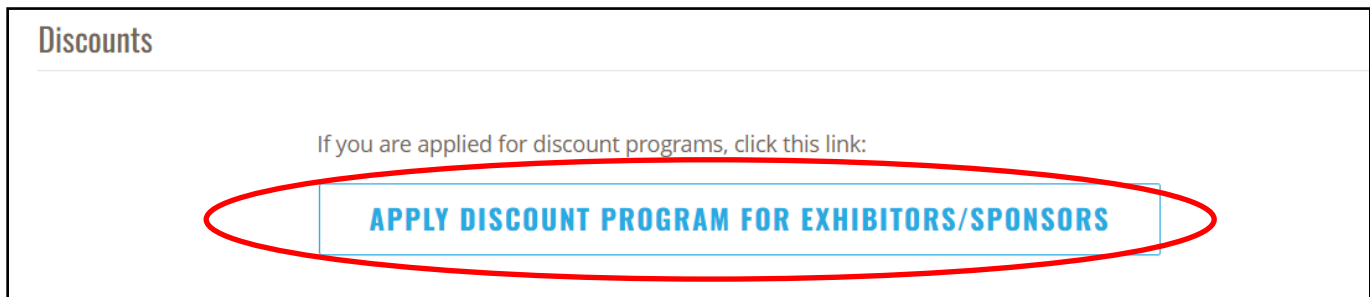 Discounts
If you are applied for discount programs, click this link:
APPLY DISCOUNT PROGRAM FOR EXHIBITORS/SPONSORS